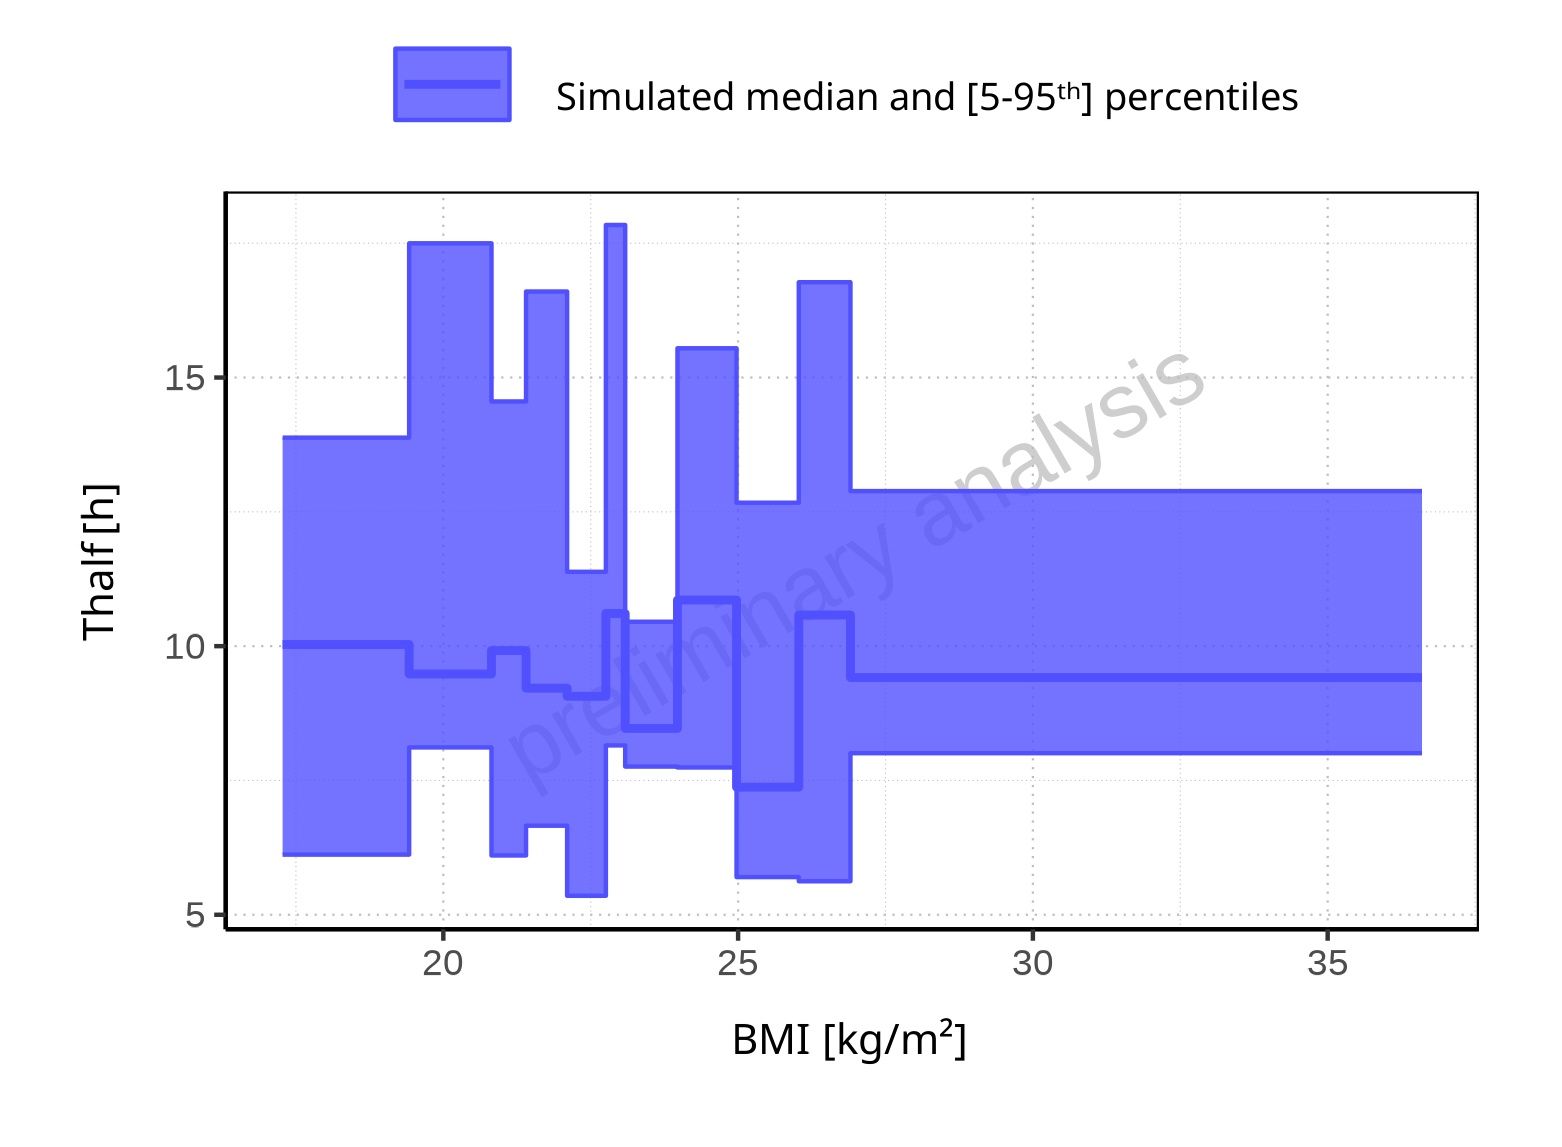 Simulated median and [5-95ᵗʰ] percentiles
15
10
5
Thalf [h]
preliminary analysis
20 25 30 35
BMI [kg/m²]